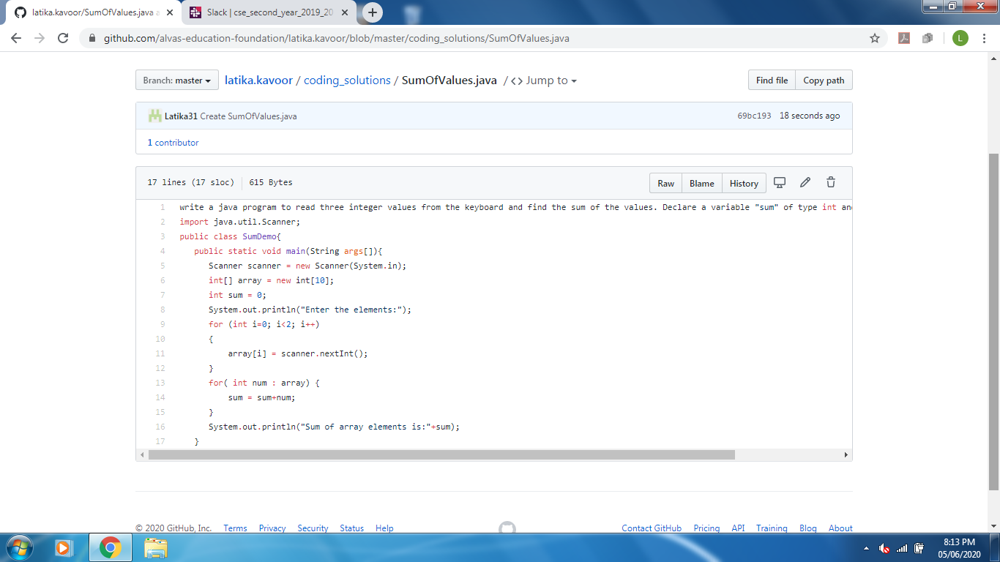 latika.kavoor/SumOfValues.java a
Slack | cse_second_year_2019_20
github.com/alvas-education-foundation/latika.kavoor/blob/master/coding_solutions/SumOfValues.java
L
Branch: master
latika.kavoor / coding_solutions / SumOfValues.java / <> Jump to
Find file
Copy path
Latika31 Create SumOfValues.java
69bc193 18 seconds ago
1 contributor
17 lines (17 sloc) 615 Bytes
Raw
Blame
History
1 write a java program to read three integer values from the keyboard and find the sum of the values. Declare a variable "sum" of type int an
2 import java.util.Scanner;
3 public class SumDemo{
4 public static void main(String args[]){
5 Scanner scanner = new Scanner(System.in);
6 int[] array = new int[10];
7 int sum = 0;
8 System.out.println("Enter the elements:");
9 for (int i=0; i<2; i++)
10 {
11 array[i] = scanner.nextInt();
12 }
13 for( int num : array) {
14 sum = sum+num;
15 }
16 System.out.println("Sum of array elements is:"+sum);
17 }
© 2020 GitHub, Inc. Terms Privacy Security Status Help
Contact GitHub Pricing API Training Blog About
8:13 PM
05/06/2020